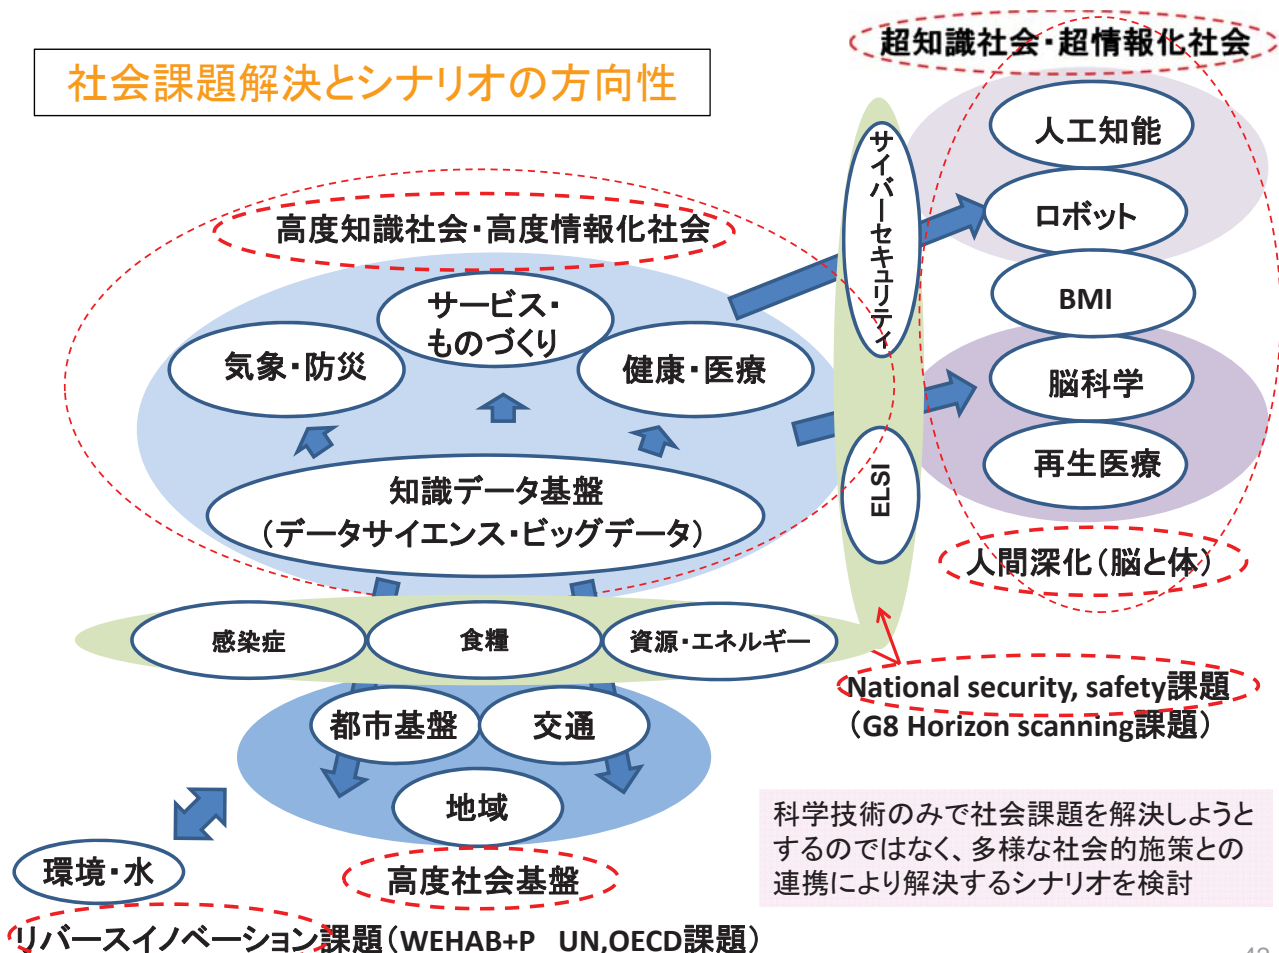 超知識社会・超情報化社会
社会課題解決とシナリオの方向性
人工知能
ロボット
BMI
脳科学
再生医療
人間深化（脳と体）
サイバーセキュリティ
ELSI
高度知識社会・高度情報化社会
サービス・
ものづくり
気象・防災
健康・医療
知識データ基盤
（データサイエンス・ビッグデータ）
感染症
食糧
資源・エネルギー
National security, safety課題
（G8 Horizon scanning課題）
都市基盤
交通
地域
高度社会基盤
環境・水
リバースイノベーション課題（WEHAB+P UN,OECD課題）
科学技術のみで社会課題を解決しようと
するのではなく、多様な社会的施策との
連携により解決するシナリオを検討